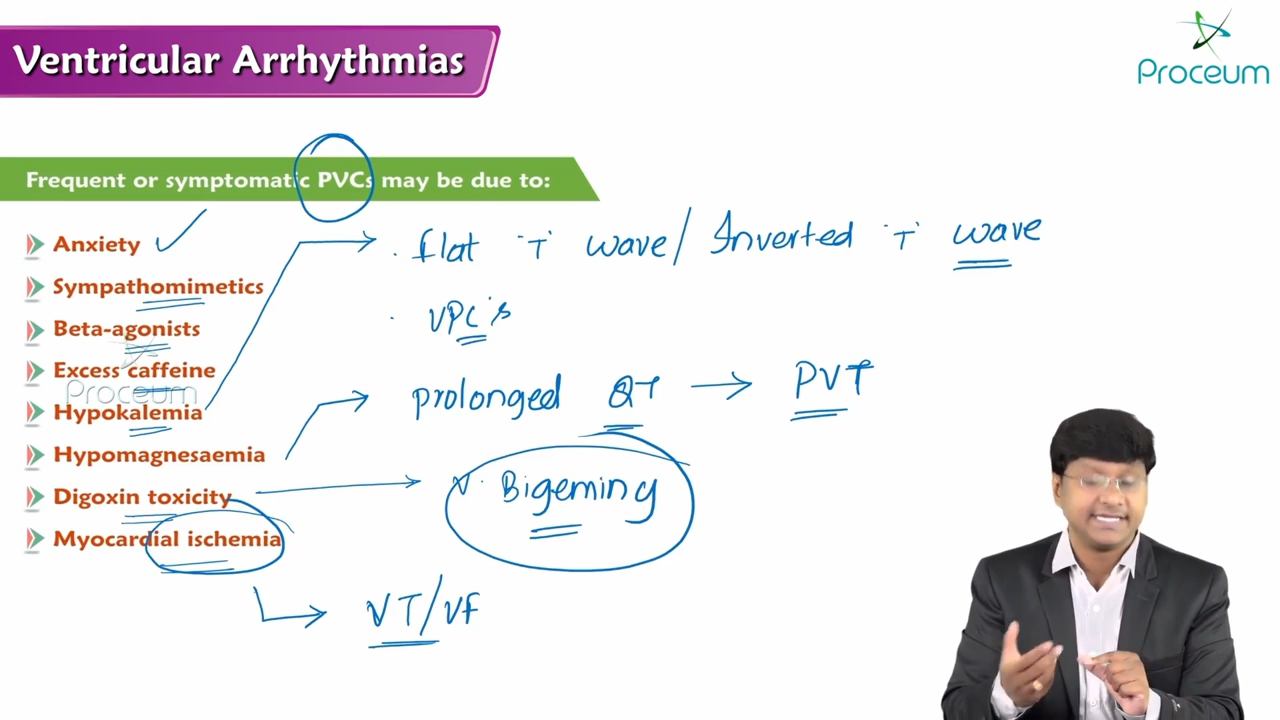 Ventricular Arrhythmias
Proceum
Frequent or symptomatic PVCs may be due to:
Anxiety
Sympathomimetics
Beta-agonists
Excess caffeine
Proceum
Hypokalemia
Hypomagnesaemia
Digoxin toxicity
Myocardial ischemia
· flat 'T' wave/ Inverted 'T' wave
· VPC's
prolonged QT → PVT
V. Bigeminy
VT/VF